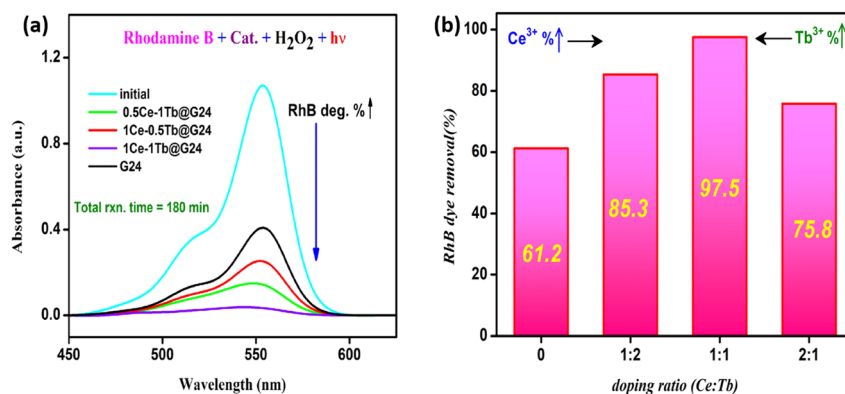 (a)
Rhodamine B + Cat. + H₂O₂ + hν
initial
0.5Ce-1Tb@G24
1Ce-0.5Tb@G24
1Ce-1Tb@G24
G24
RhB deg. %↑
Total rxn. time = 180 min
Absorbance (a.u.)
1.2
0.8
0.4
0.0
450
500
550
600
Wavelength (nm)
(b)
Ce³⁺ %↑
Tb³⁺ %↑
RhB dye removal(%)
100
80
60
40
20
0
61.2
85.3
97.5
75.8
0
1:2
1:1
2:1
doping ratio (Ce:Tb)